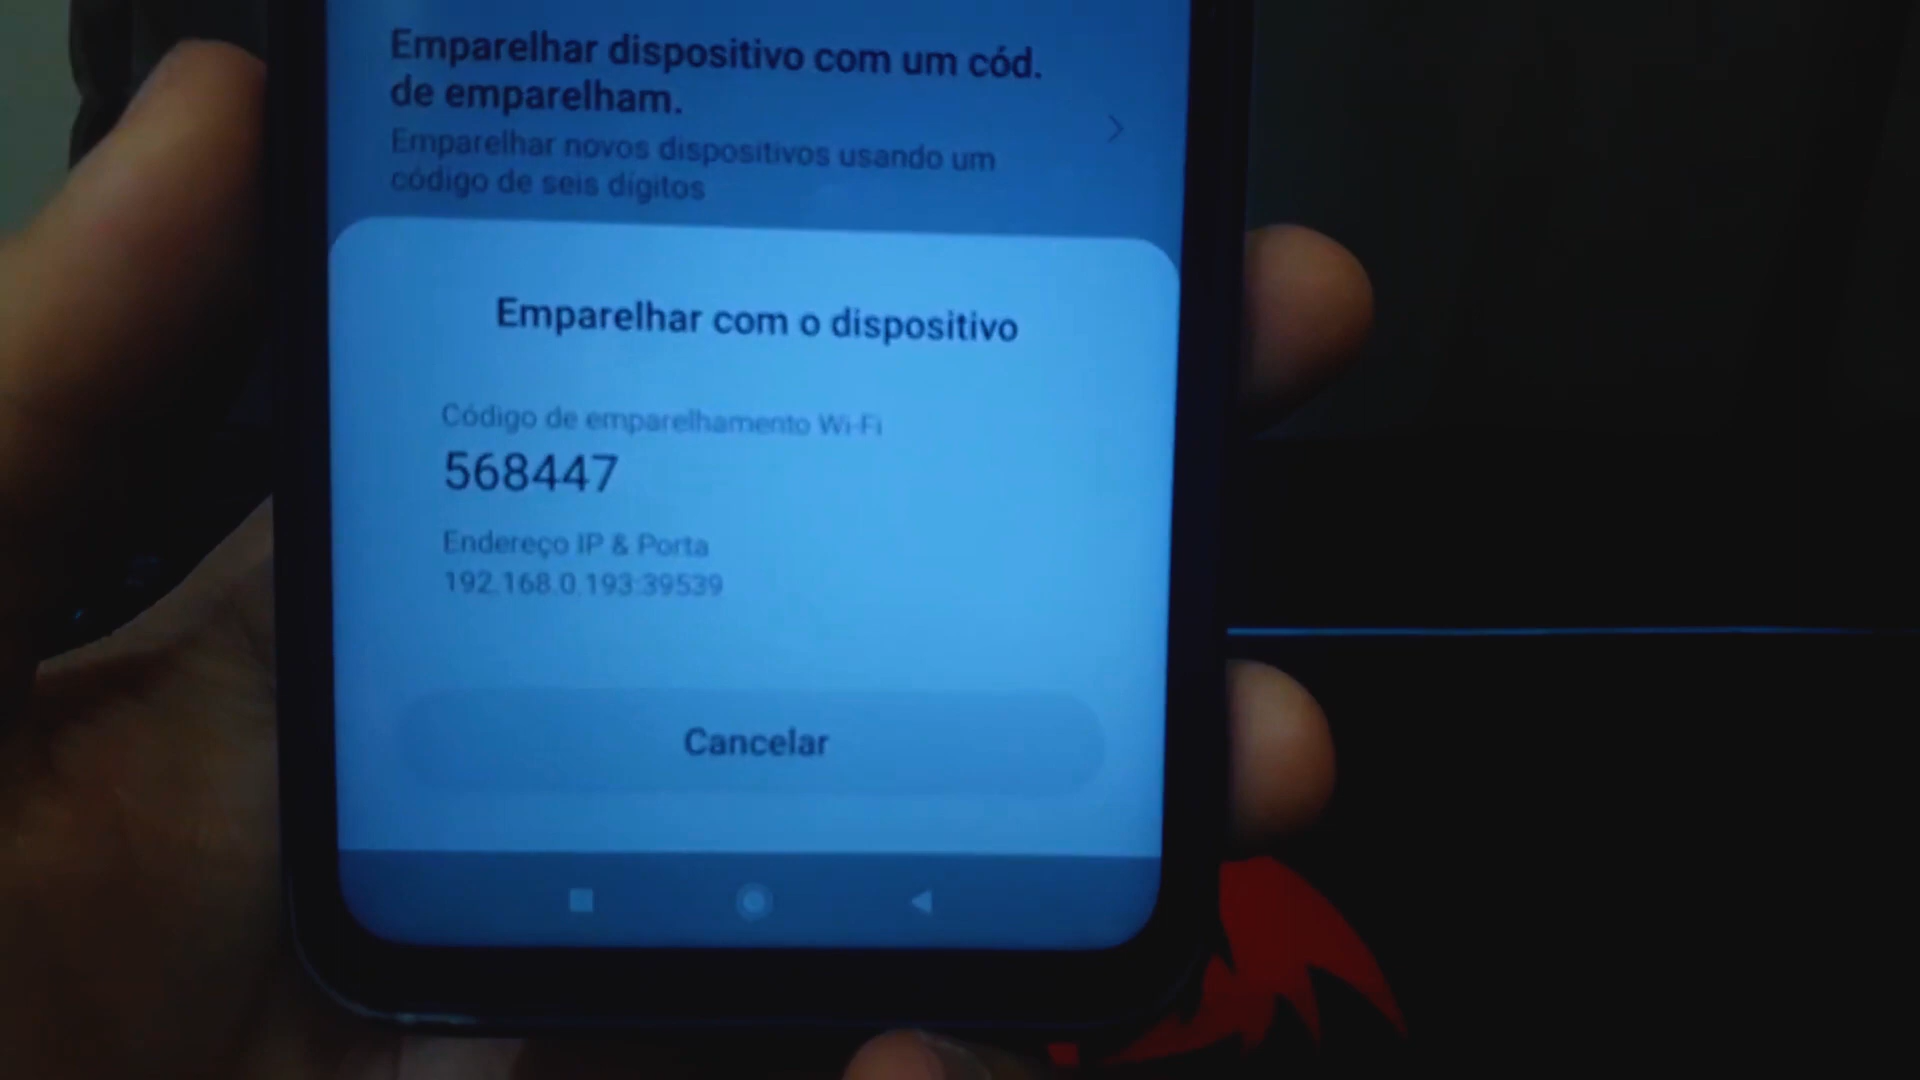 Emparelhar dispositivo com um cód.
de emparelham.
Emparelhar novos dispositivos usando um
código de seis dígitos
Emparelhar com o dispositivo
Código de emparelhamento Wi-Fi
568447
Endereço IP & Porta
192.168.0.193:39539
Cancelar